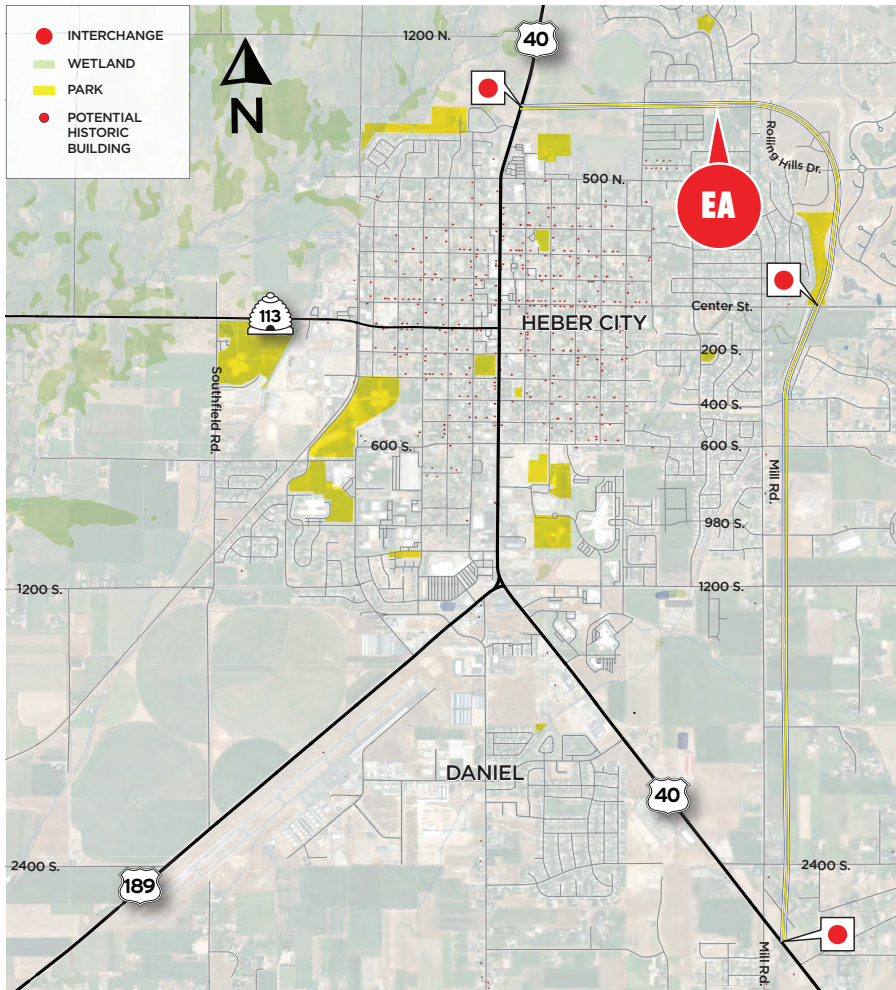 INTERCHANGE
WETLAND
PARK
POTENTIAL
HISTORIC
BUILDING
N
1200 N.
40
Rolling Hills Dr.
500 N.
EA
Center St.
113
HEBER CITY
200 S.
Southfield Rd.
400 S.
600 S.
600 S.
Mill Rd.
980 S.
1200 S.
1200 S.
DANIEL
40
2400 S.
2400 S.
189
Mill Rd.